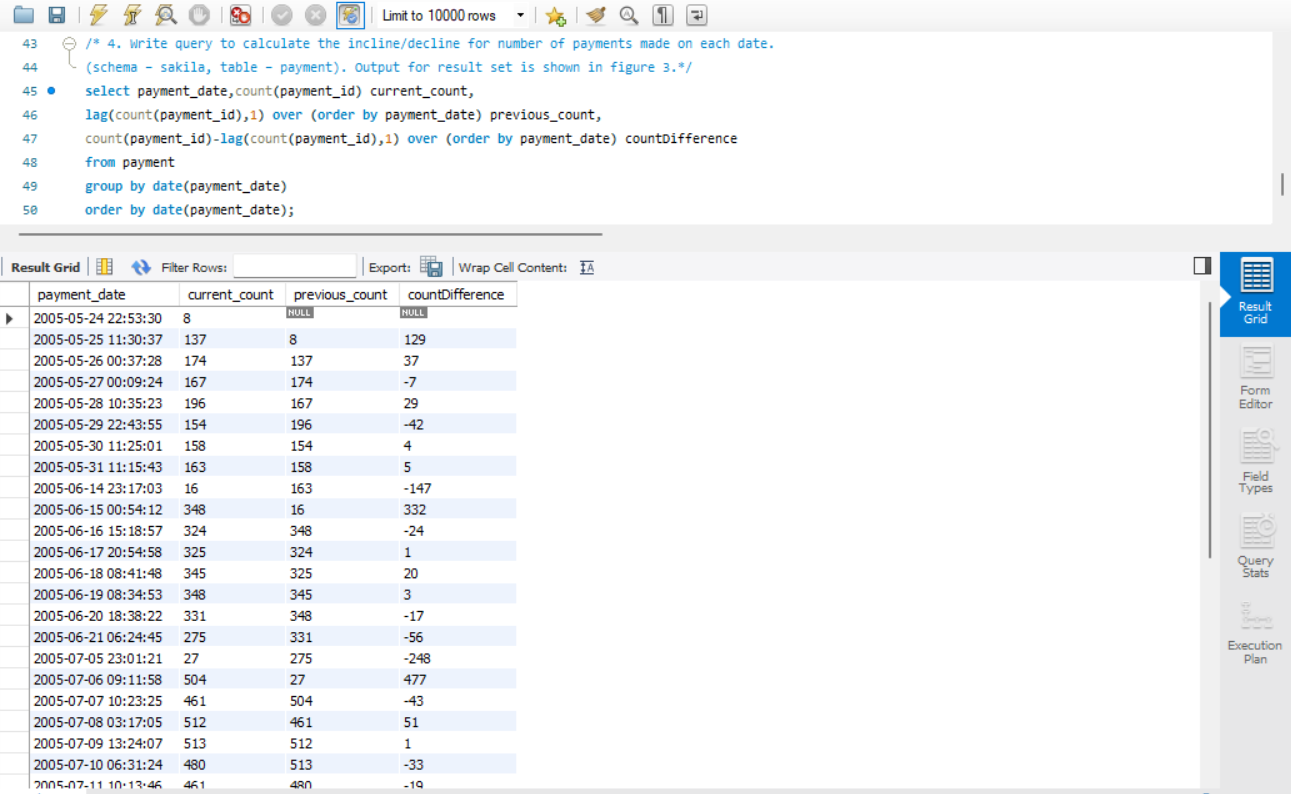 Limit to 10000 rows
43 /* 4. Write query to calculate the incline/decline for number of payments made on each date.
44 (schema - sakila, table - payment). Output for result set is shown in figure 3.*/
45 select payment_date,count(payment_id) current_count,
46 lag(count(payment_id),1) over (order by payment_date) previous_count,
47 count(payment_id)-lag(count(payment_id),1) over (order by payment_date) countDifference
48 from payment
49 group by date(payment_date)
50 order by date(payment_date);
Result Grid Filter Rows: Export: Wrap Cell Content: IA
payment_date current_count previous_count countDifference
2005-05-24 22:53:30 8 NULL NULL
2005-05-25 11:30:37 137 8 129
2005-05-26 00:37:28 174 137 37
2005-05-27 00:09:24 167 174 -7
2005-05-28 10:35:23 196 167 29
2005-05-29 22:43:55 154 196 -42
2005-05-30 11:25:01 158 154 4
2005-05-31 11:15:43 163 158 5
2005-06-14 23:17:03 16 163 -147
2005-06-15 00:54:12 348 16 332
2005-06-16 15:18:57 324 348 -24
2005-06-17 20:54:58 325 324 1
2005-06-18 08:41:48 345 325 20
2005-06-19 08:34:53 348 345 3
2005-06-20 18:38:22 331 348 -17
2005-06-21 06:24:45 275 331 -56
2005-07-05 23:01:21 27 275 -248
2005-07-06 09:11:58 504 27 477
2005-07-07 10:23:25 461 504 -43
2005-07-08 03:17:05 512 461 51
2005-07-09 13:24:07 513 512 1
2005-07-10 06:31:24 480 513 -33
2005-07-11 10:13:46 461 480 -19
Result
Grid
Form
Editor
Field
Types
Query
Stats
Execution
Plan